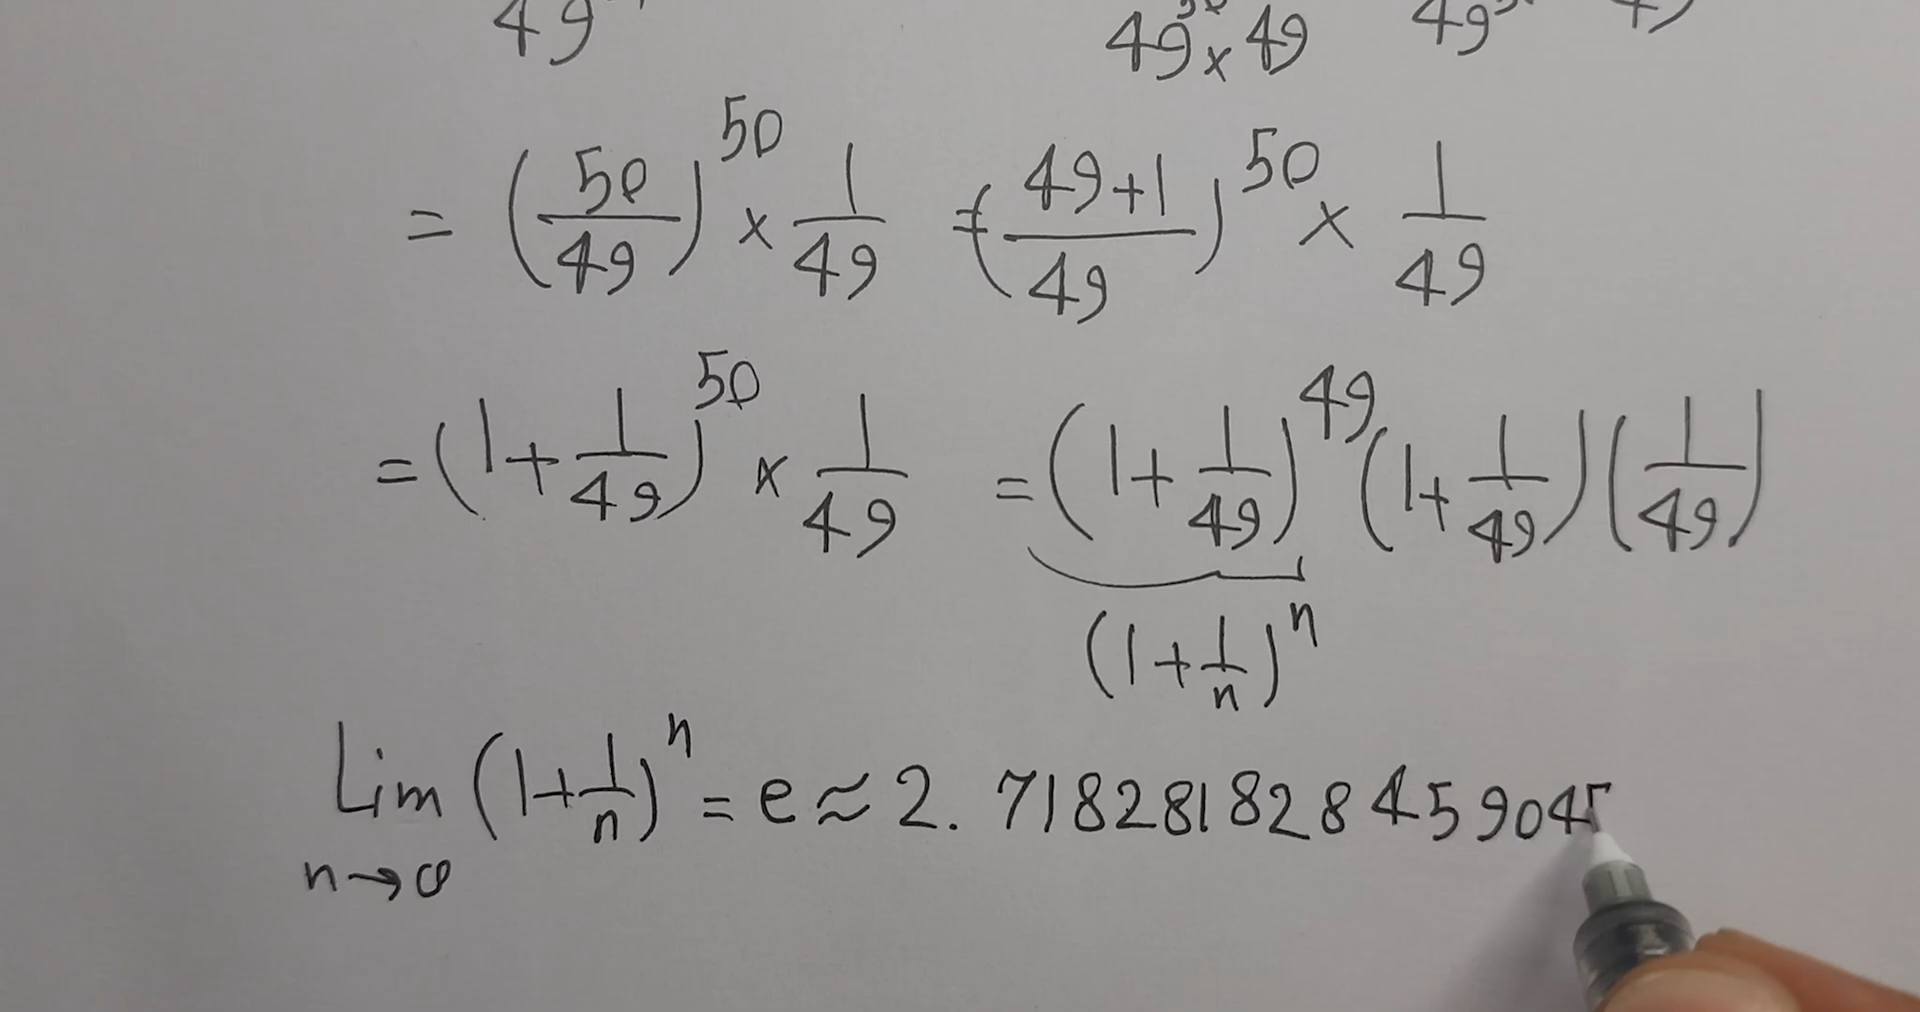 49 49 × 49 49
= (50/49)^50 × 1/49 = (49+1/49)^50 × 1/49
= (1+1/49)^50 × 1/49 = (1+1/49)^49 (1+1/49)(1/49)
(1+1/n)^n
Lim n→∞ (1+1/n)^n = e ≈ 2.718281828459045